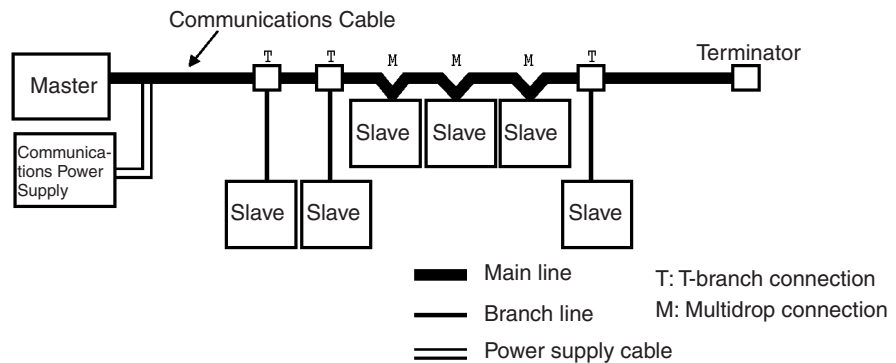 Communications Cable
T
T
M
M
M
T
Terminator
Master
Slave
Slave
Slave
Communica-
tions Power
Supply
Slave
Slave
Slave
Main line
T: T-branch connection
Branch line
M: Multidrop connection
Power supply cable